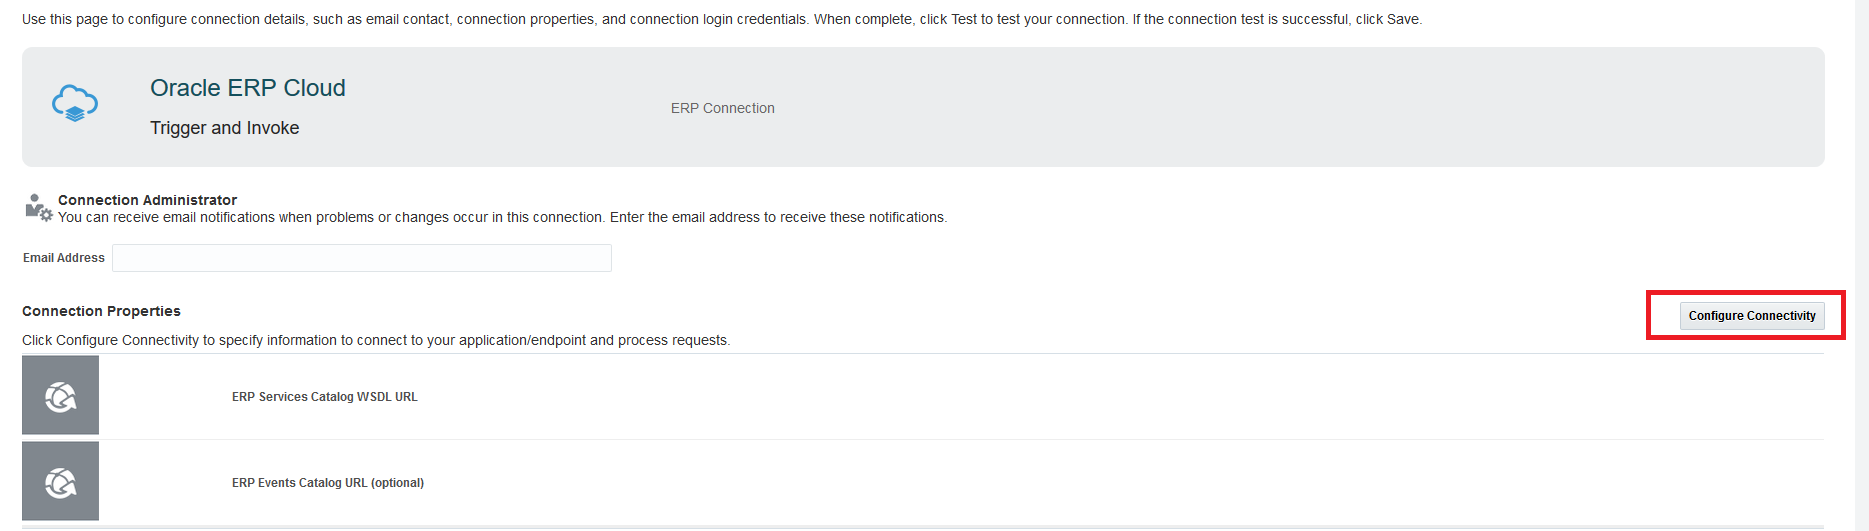 Use this page to configure connection details, such as email contact, connection properties, and connection login credentials. When complete, click Test to test your connection. If the connection test is successful, click Save.
Oracle ERP Cloud
ERP Connection
Trigger and Invoke
Connection Administrator
You can receive email notifications when problems or changes occur in this connection. Enter the email address to receive these notifications.
Email Address
Connection Properties
Configure Connectivity
Click Configure Connectivity to specify information to connect to your application/endpoint and process requests.
ERP Services Catalog WSDL URL
ERP Events Catalog URL (optional)